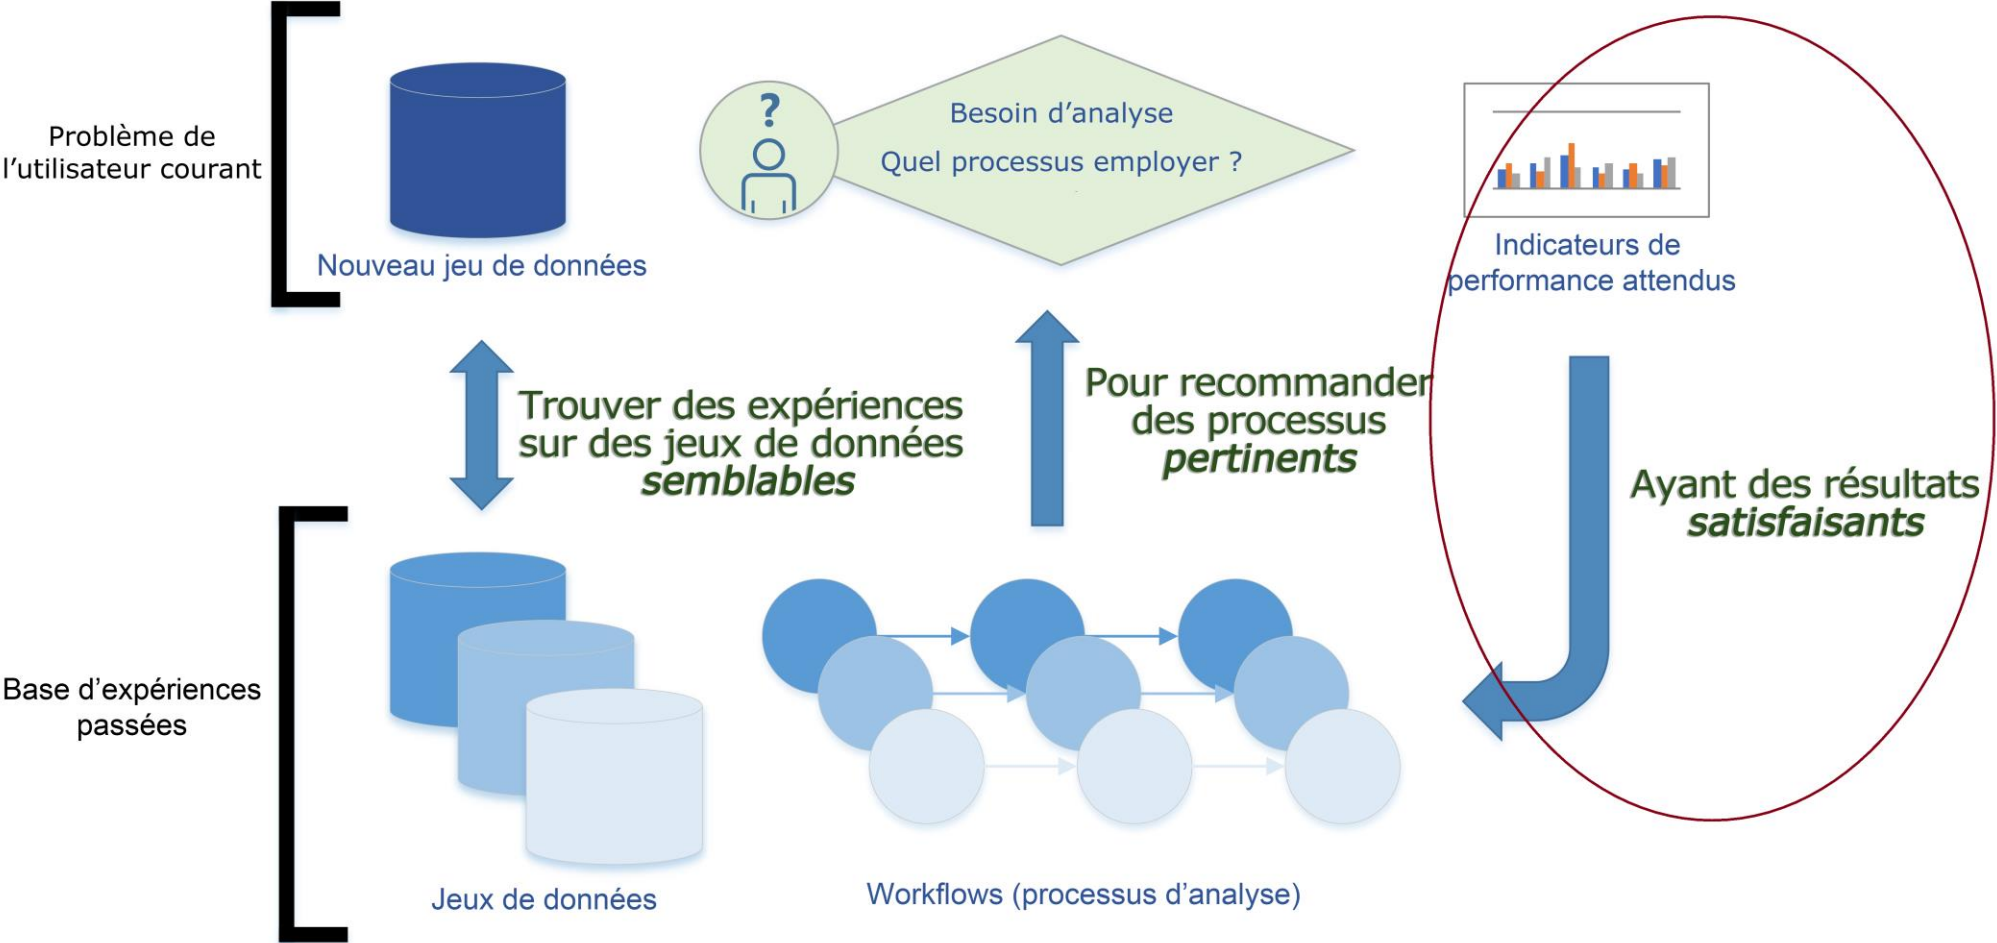 Problème de
l’utilisateur courant
Nouveau jeu de données
?
Besoin d’analyse
Quel processus employer ?
Indicateurs de
performance attendus
Trouver des expériences
sur des jeux de données
semblables
Pour recommander
des processus
pertinents
Ayant des résultats
satisfaisants
Base d’expériences
passées
Jeux de données
Workflows (processus d’analyse)